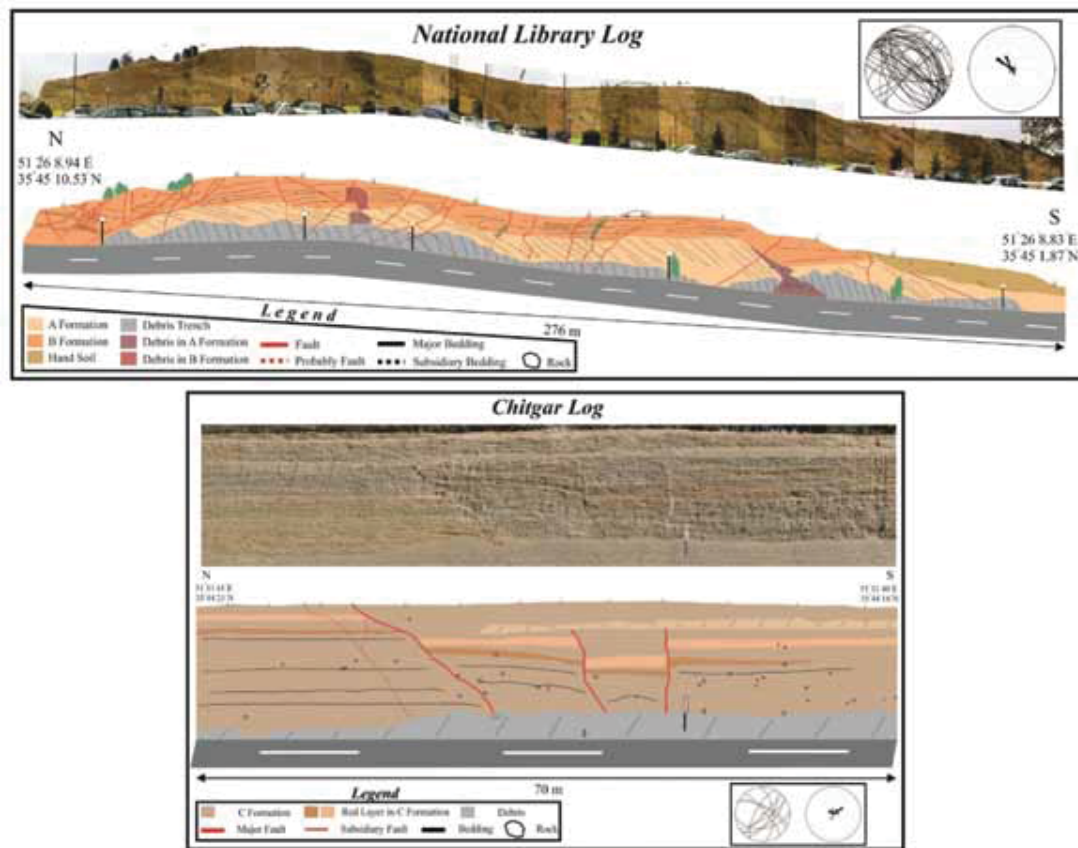 National Library Log
N
51° 26 8.94 E
35° 45 10.53 N
S
51° 26 8.83 E
35° 45 1.87 N
276 m
Legend
A Formation
B Formation
Hand Soil
Debris Trench
Debris in A Formation
Debris in B Formation
Fault
Probably Fault
Major Bedding
Subsidiary Bedding
Rock
Chitgar Log
N
S
70 m
Legend
C Formation
Red Layer in C Formation
Debris
Major Fault
Subsidiary Fault
Bedding
Rock